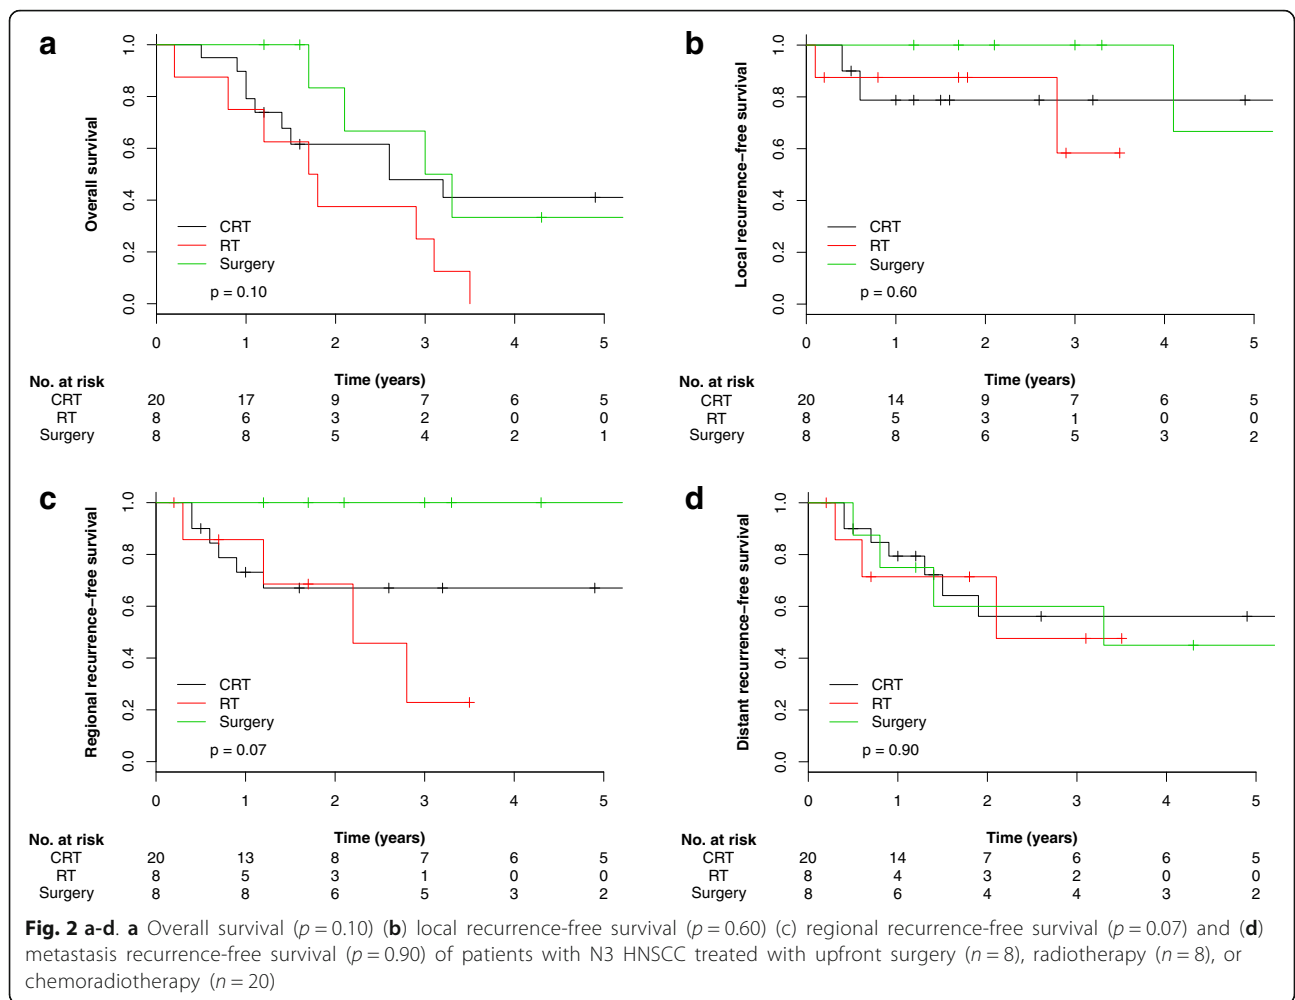 a
Overall survival
1.0
0.8
0.6
0.4
0.2
0.0
CRT
RT
Surgery
p = 0.10
0 1 2 3 4 5
Time (years)
No. at risk
CRT 20 17 9 7 6 5
RT 8 6 3 2 0 0
Surgery 8 8 5 4 2 1
b
Local recurrence–free survival
1.0
0.8
0.6
0.4
0.2
0.0
CRT
RT
Surgery
p = 0.60
0 1 2 3 4 5
Time (years)
No. at risk
CRT 20 14 9 7 6 5
RT 8 5 3 1 0 0
Surgery 8 8 6 5 3 2
c
Regional recurrence–free survival
1.0
0.8
0.6
0.4
0.2
0.0
CRT
RT
Surgery
p = 0.07
0 1 2 3 4 5
Time (years)
No. at risk
CRT 20 13 8 7 6 5
RT 8 5 3 1 0 0
Surgery 8 8 6 5 3 2
d
Distant recurrence–free survival
1.0
0.8
0.6
0.4
0.2
0.0
CRT
RT
Surgery
p = 0.90
0 1 2 3 4 5
Time (years)
No. at risk
CRT 20 14 7 6 6 5
RT 8 4 3 2 0 0
Surgery 8 6 4 4 3 2
Fig. 2 a-d. a Overall survival (p = 0.10) (b) local recurrence-free survival (p = 0.60) (c) regional recurrence-free survival (p = 0.07) and (d)
metastasis recurrence-free survival (p = 0.90) of patients with N3 HNSCC treated with upfront surgery (n = 8), radiotherapy (n = 8), or
chemoradiotherapy (n = 20)